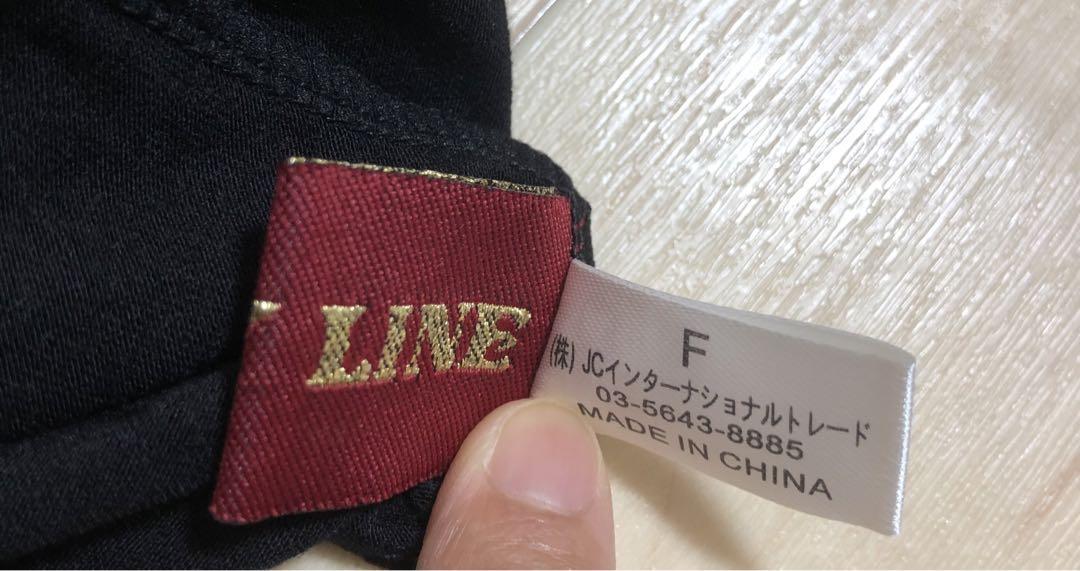 LINE
F
(株)JCインターナショナルトレード
03-5643-8885
MADE IN CHINA